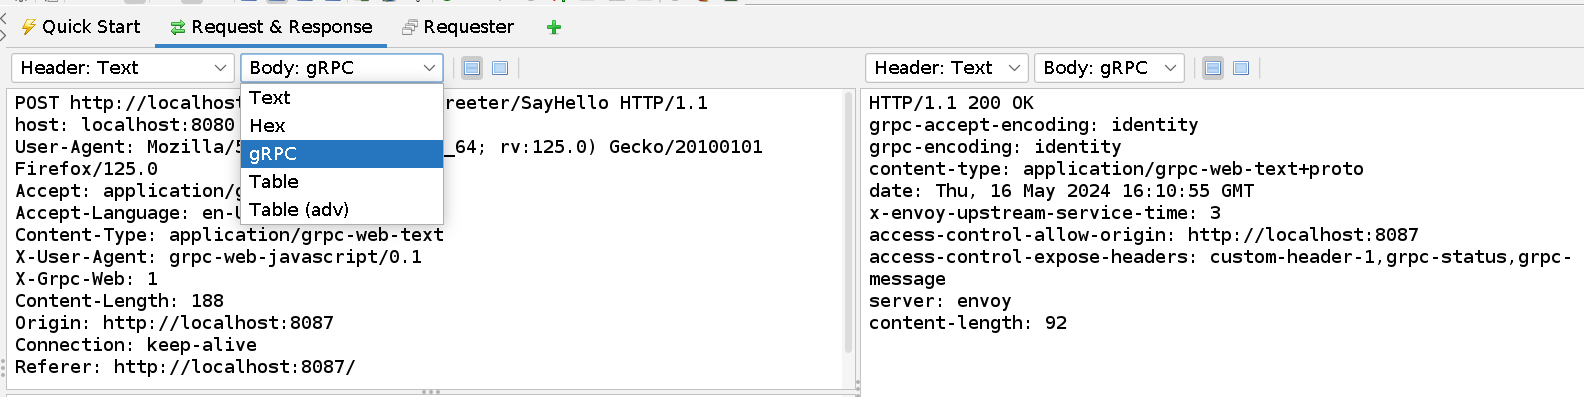 Quick Start Request & Response Requester
Header: Text Body: gRPC
Text
Hex
gRPC
Table
Table (adv)
POST http://localhost reeter/SayHello HTTP/1.1
host: localhost:8080
User-Agent: Mozilla/5 _64; rv:125.0) Gecko/20100101
Firefox/125.0
Accept: application/g
Accept-Language: en-U
Content-Type: application/grpc-web-text
X-User-Agent: grpc-web-javascript/0.1
X-Grpc-Web: 1
Content-Length: 188
Origin: http://localhost:8087
Connection: keep-alive
Referer: http://localhost:8087/
Header: Text Body: gRPC
HTTP/1.1 200 OK
grpc-accept-encoding: identity
grpc-encoding: identity
content-type: application/grpc-web-text+proto
date: Thu, 16 May 2024 16:10:55 GMT
x-envoy-upstream-service-time: 3
access-control-allow-origin: http://localhost:8087
access-control-expose-headers: custom-header-1,grpc-status,grpc-
message
server: envoy
content-length: 92